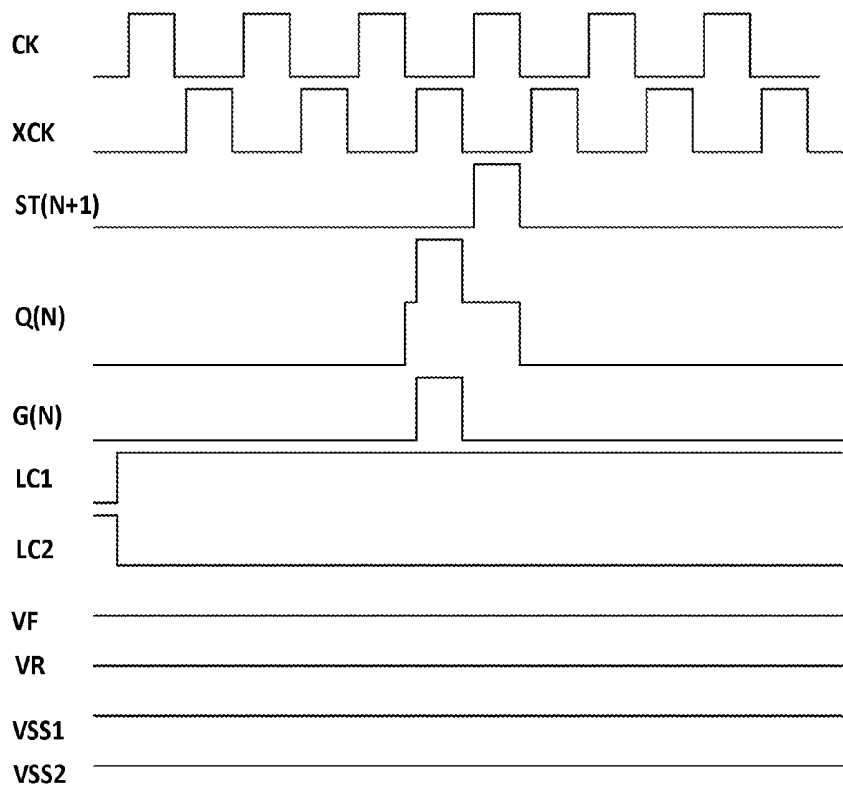 CK
XCK
ST(N+1)
Q(N)
G(N)
LC1
LC2
VF
VR
VSS1
VSS2